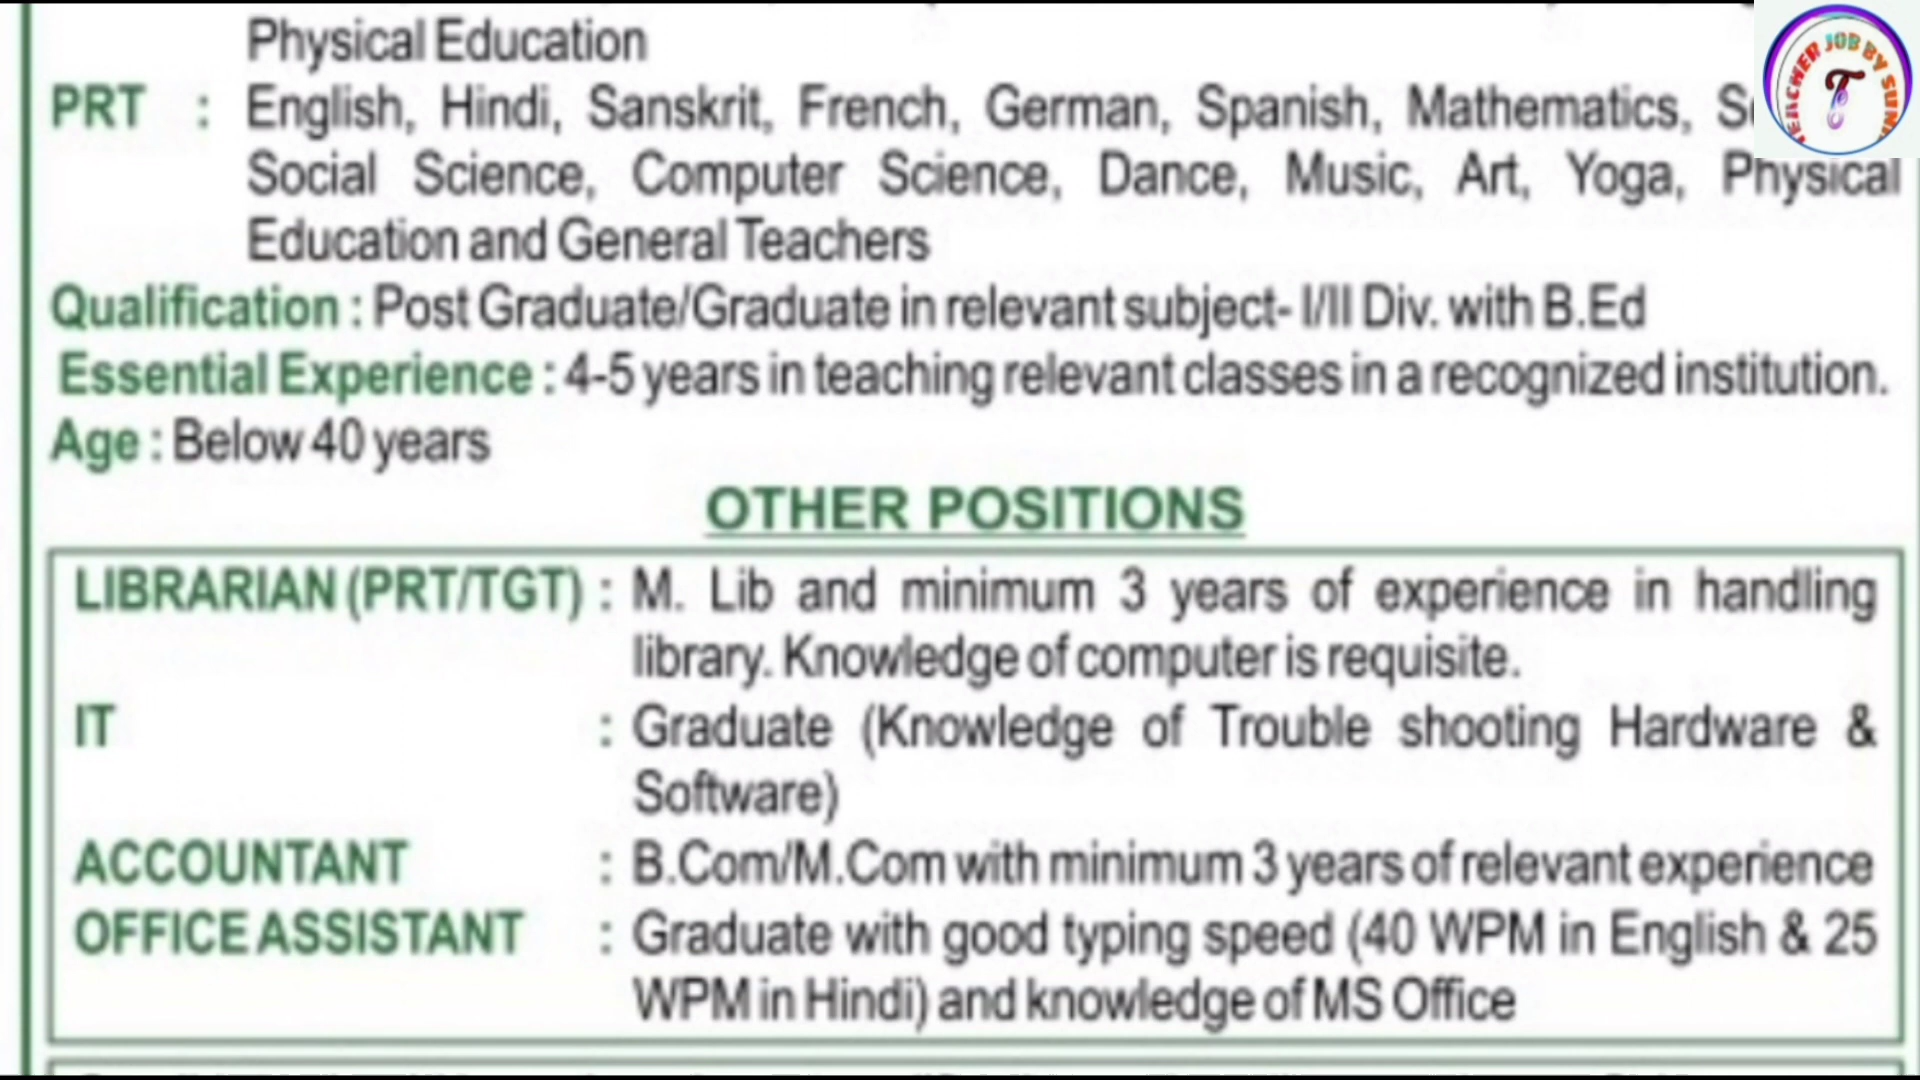 Physical Education
PRT : English, Hindi, Sanskrit, French, German, Spanish, Mathematics,
Social Science, Computer Science, Dance, Music, Art, Yoga, Physical
Education and General Teachers
Qualification : Post Graduate/Graduate in relevant subject- I/II Div. with B.Ed
Essential Experience : 4-5 years in teaching relevant classes in a recognized institution.
Age : Below 40 years
OTHER POSITIONS
LIBRARIAN (PRT/TGT) : M. Lib and minimum 3 years of experience in handling
library. Knowledge of computer is requisite.
IT : Graduate (Knowledge of Trouble shooting Hardware &
Software)
ACCOUNTANT : B.Com/M.Com with minimum 3 years of relevant experience
OFFICE ASSISTANT : Graduate with good typing speed (40 WPM in English & 25
WPM in Hindi) and knowledge of MS Office
TEACHER JOB BY
T